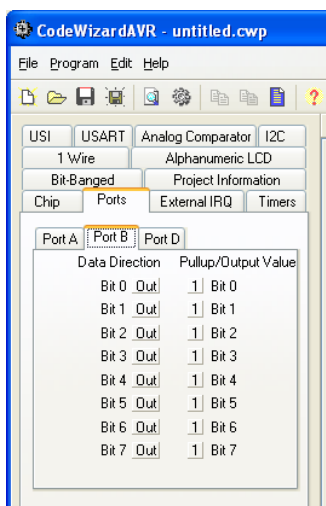 CodeWizardAVR - untitled.cwp
File Program Edit Help
USI USART Analog Comparator I2C
1 Wire Alphanumeric LCD
Bit-Banged Project Information
Chip Ports External IRQ Timers
Port A Port B Port D
Data Direction Pullup/Output Value
Bit 0 Out 1 Bit 0
Bit 1 Out 1 Bit 1
Bit 2 Out 1 Bit 2
Bit 3 Out 1 Bit 3
Bit 4 Out 1 Bit 4
Bit 5 Out 1 Bit 5
Bit 6 Out 1 Bit 6
Bit 7 Out 1 Bit 7